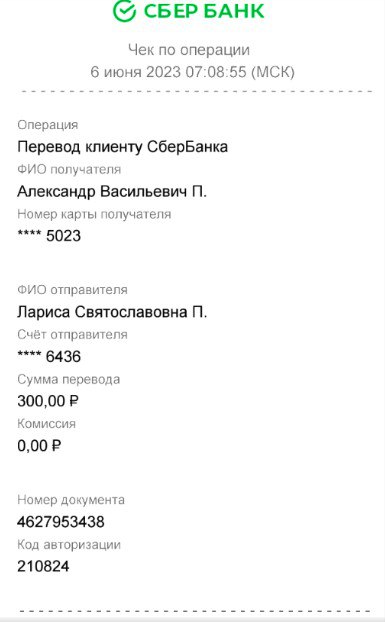 СБЕР БАНК
Чек по операции
6 июня 2023 07:08:55 (МСК)
Операция
Перевод клиенту СберБанка
ФИО получателя
Александр Васильевич П.
Номер карты получателя
**** 5023
ФИО отправителя
Лариса Святославовна П.
Счёт отправителя
**** 6436
Сумма перевода
300,00 ₽
Комиссия
0,00 ₽
Номер документа
4627953438
Код авторизации
210824